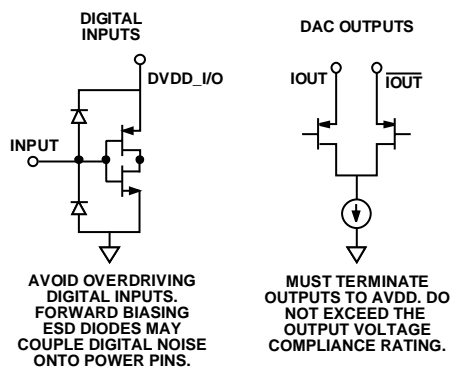 DIGITAL
INPUTS
DVDD_I/O
INPUT
AVOID OVERDRIVING
DIGITAL INPUTS.
FORWARD BIASING
ESD DIODES MAY
COUPLE DIGITAL NOISE
ONTO POWER PINS.
DAC OUTPUTS
IOUT
IOUT
MUST TERMINATE
OUTPUTS TO AVDD. DO
NOT EXCEED THE
OUTPUT VOLTAGE
COMPLIANCE RATING.